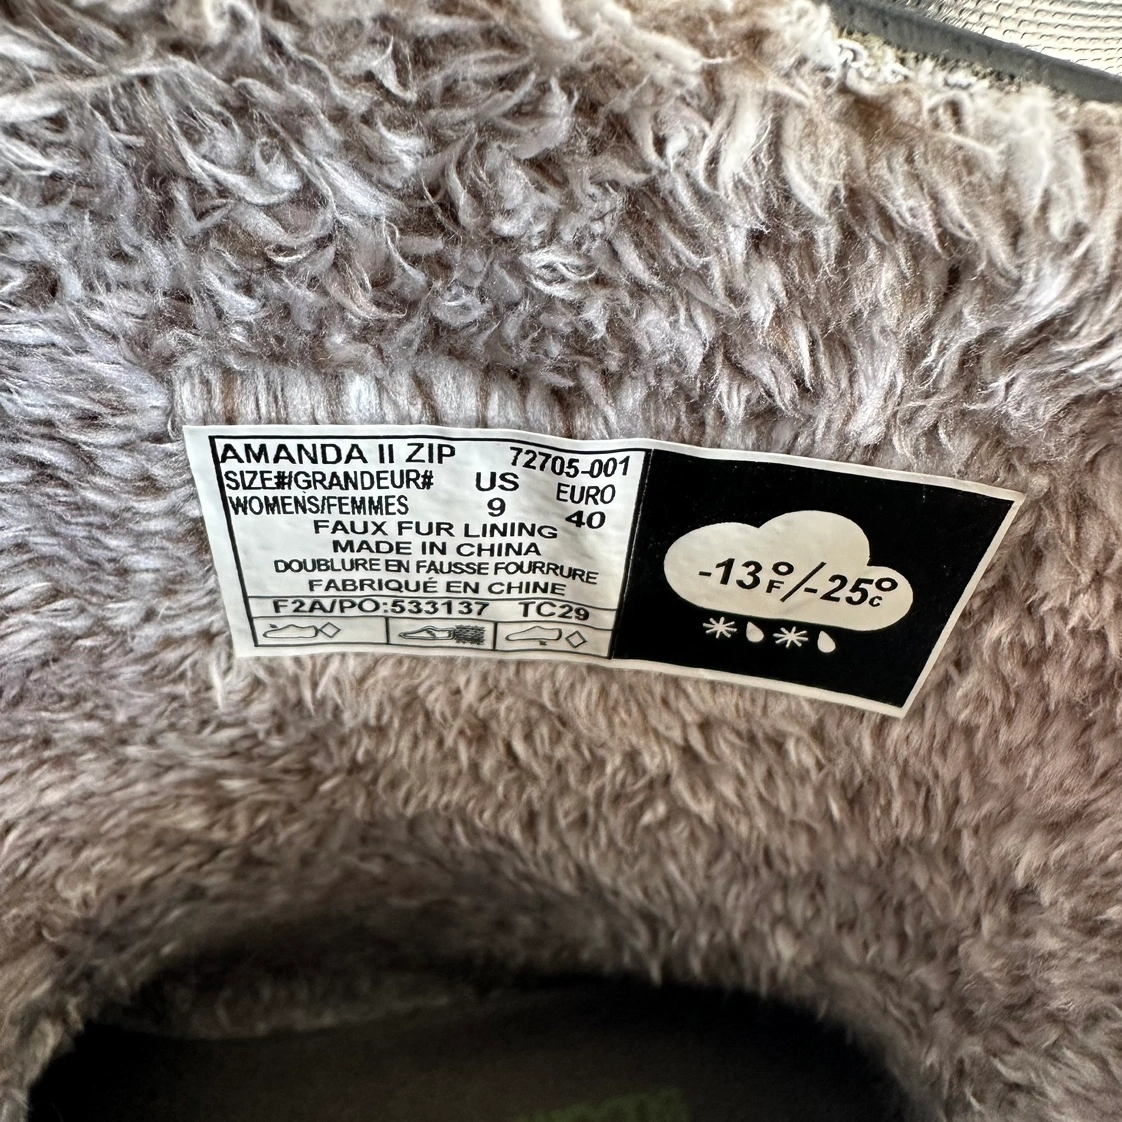 AMANDA II ZIP 72705-001
SIZE#/GRANDEUR# US EURO
WOMENS/FEMMES 9 40
FAUX FUR LINING
MADE IN CHINA
DOUBLURE EN FAUSSE FOURRURE
FABRIQUÉ EN CHINE
F2A/PO:533137 TC29
-13°F/-25°C